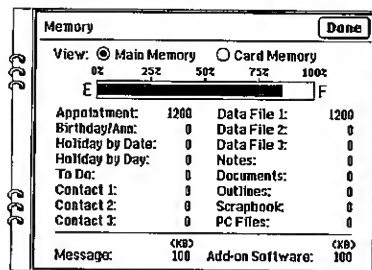 Memory Done
View: Main Memory Card Memory
0% 25% 50% 75% 100%
E F
Appointment: 1200 Data File 1: 1200
Birthday/Ann: 0 Data File 2: 0
Holiday by Date: 0 Data File 3: 0
Holiday by Day: 0 Notes: 0
To Do: 0 Documents: 0
Contact 1: 0 Outlines: 0
Contact 2: 0 Scrapbook: 0
Contact 3: 0 PC Files: 0
(KB) (KB)
Message: 100 Add-on Software: 100